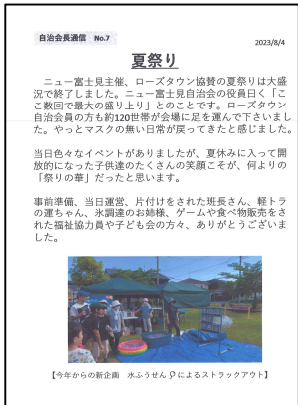 自治会長通信　No.7
2023/8/4
夏祭り
ニュー富士見主催、ローズタウン協賛の夏祭りは大盛
況で終了しました。ニュー富士見自治会の役員曰く「こ
こ数回で最大の盛り上り」とのことです。ローズタウン
自治会員の方も約120世帯が会場に足を運んで下さいまし
た。やっとマスクの無い日常が戻ってきたと感じました。
当日色々なイベントがありましたが、夏休みに入って開
放的になった子供達のたくさんの笑顔こそが、何よりの
「祭りの華」だったと思います。
事前準備、当日運営、片付けをされた班長さん、軽トラ
の運ちゃん、氷調達のお姉様、ゲームや食べ物販売をさ
れた福祉協力員や子ども会の方々、ありがとうございま
した。
【今年からの新企画　水ふうせんによるストラックアウト】